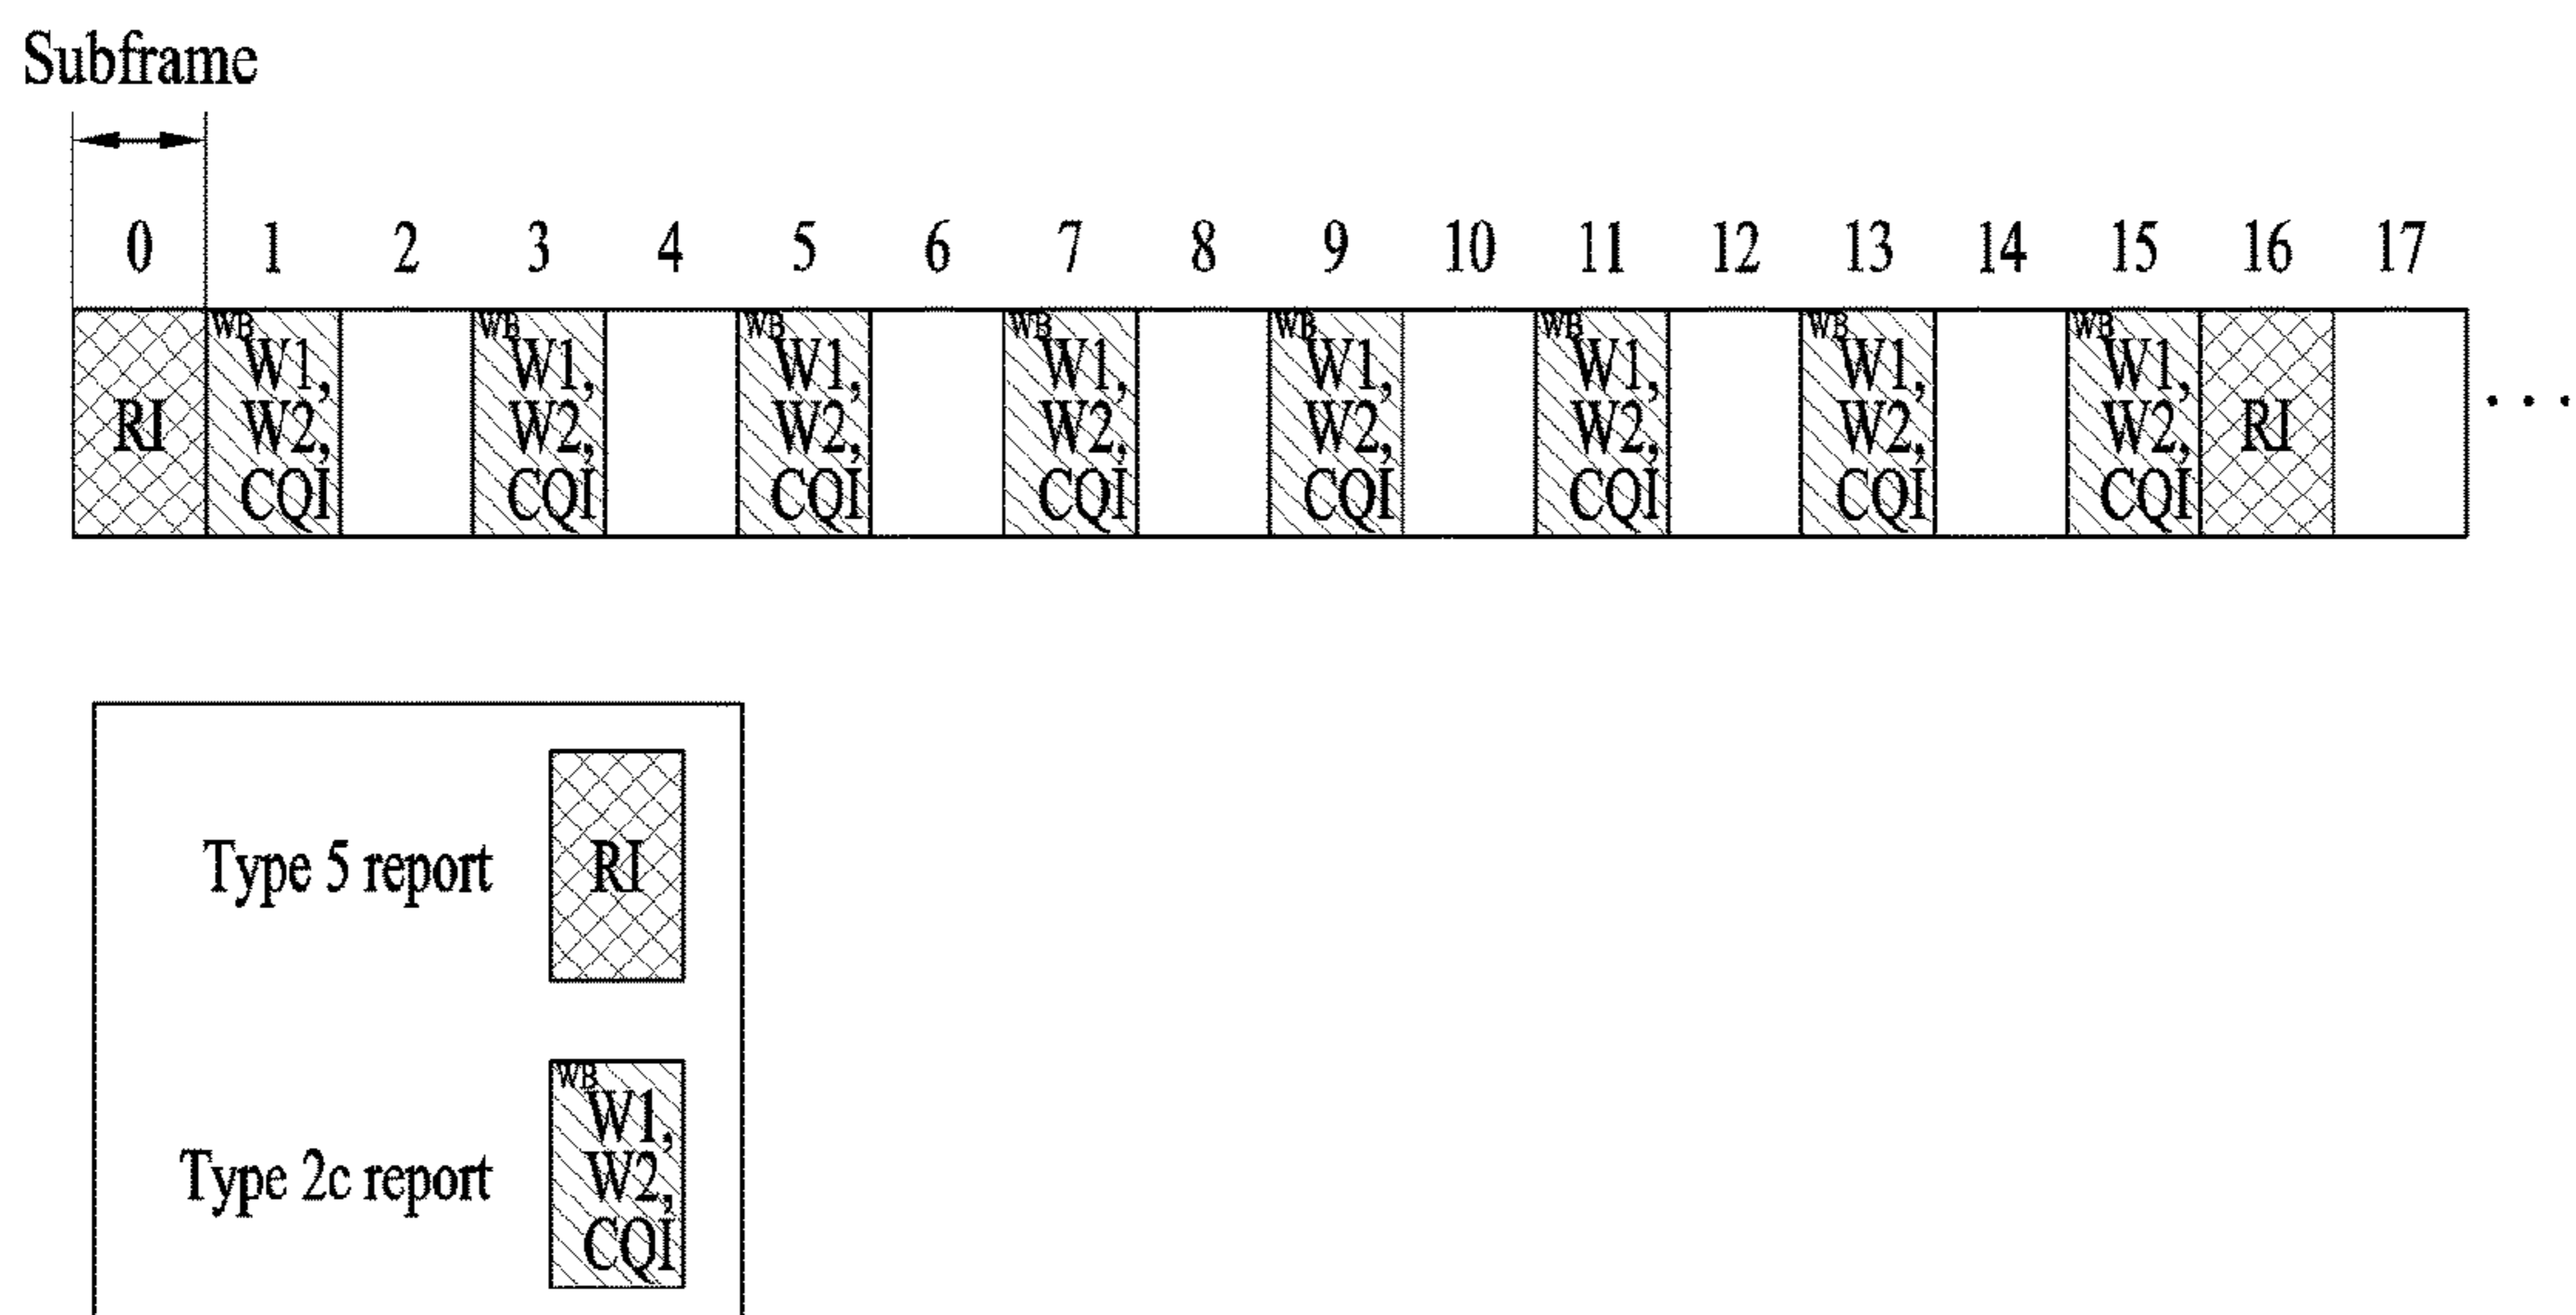 Subframe
0 1 2 3 4 5 6 7 8 9 10 11 12 13 14 15 16 17
WB WB WB WB WB WB WB WB
W1, W1, W1, W1, W1, W1, W1, W1,
RI W2, W2, W2, W2, W2, W2, W2, W2, RI . . .
CQI CQI CQI CQI CQI CQI CQI CQI
Type 5 report RI
WB
W1,
Type 2c report W2,
CQI